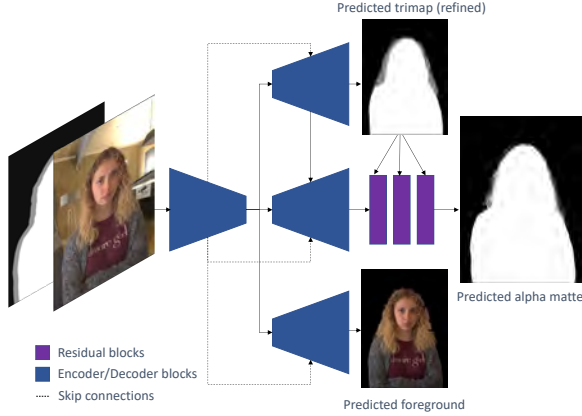 Predicted trimap (refined)
Predicted alpha matte
Residual blocks
Encoder/Decoder blocks
Skip connections
Predicted foreground